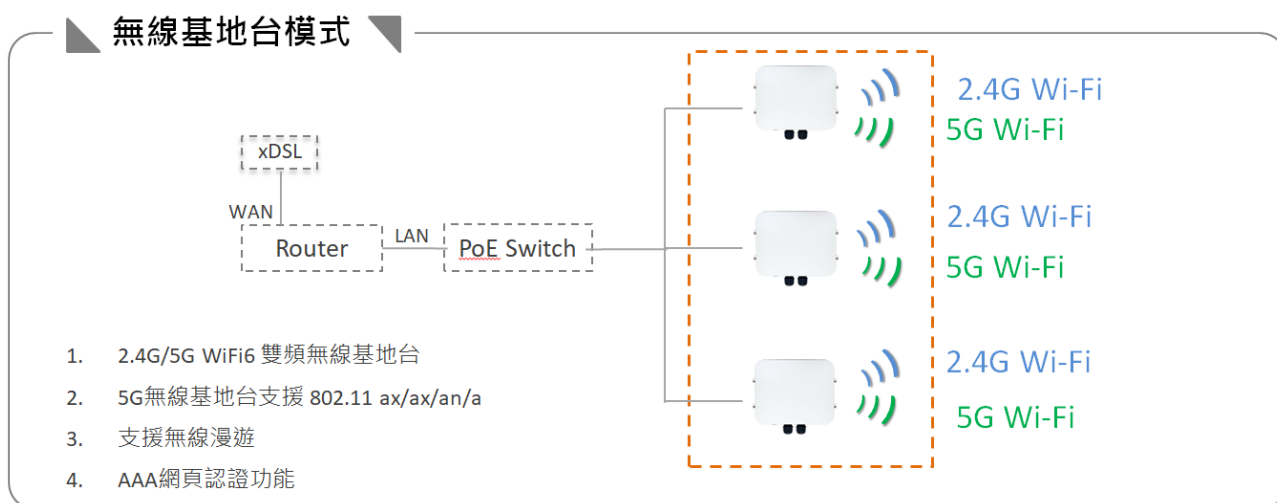 無線基地台模式
2.4G Wi-Fi
5G Wi-Fi
xDSL
WAN
Router
LAN
PoE Switch
2.4G Wi-Fi
5G Wi-Fi
2.4G Wi-Fi
5G Wi-Fi
1. 2.4G/5G WiFi6 雙頻無線基地台
2. 5G無線基地台支援 802.11 ax/ax/an/a
3. 支援無線漫遊
4. AAA網頁認證功能